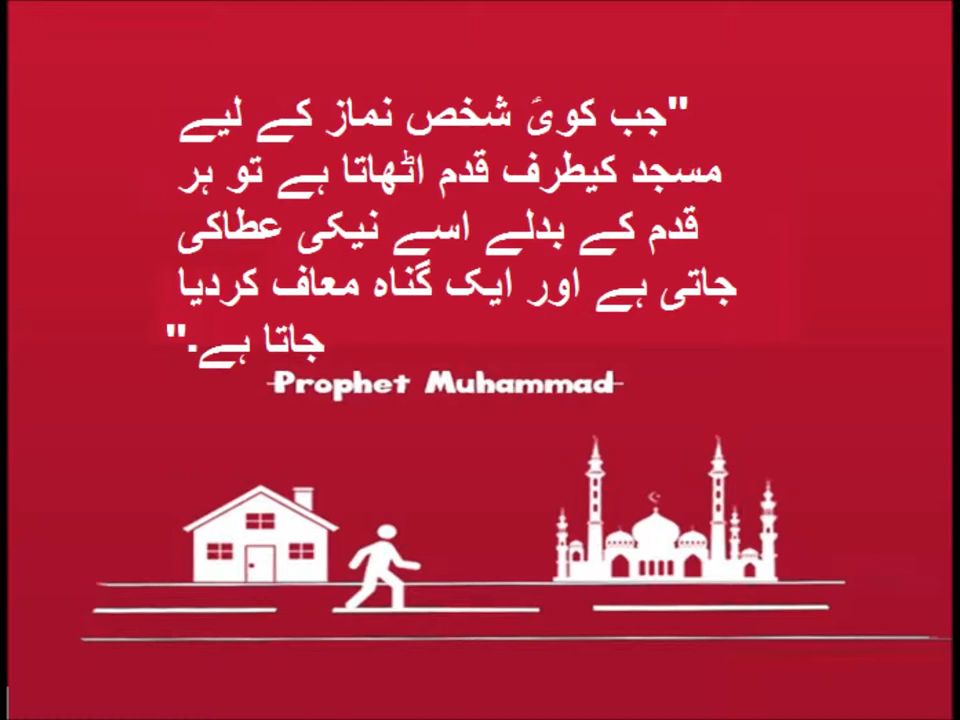 "جب کویٔ شخص نماز کے لیے
مسجد کیطرف قدم اٹھاتا ہے تو ہر
قدم کے بدلے اسے نیکی عطاکی
جاتی ہے اور ایک گناہ معاف کردیا
جاتا ہے."
-Prophet Muhammad-